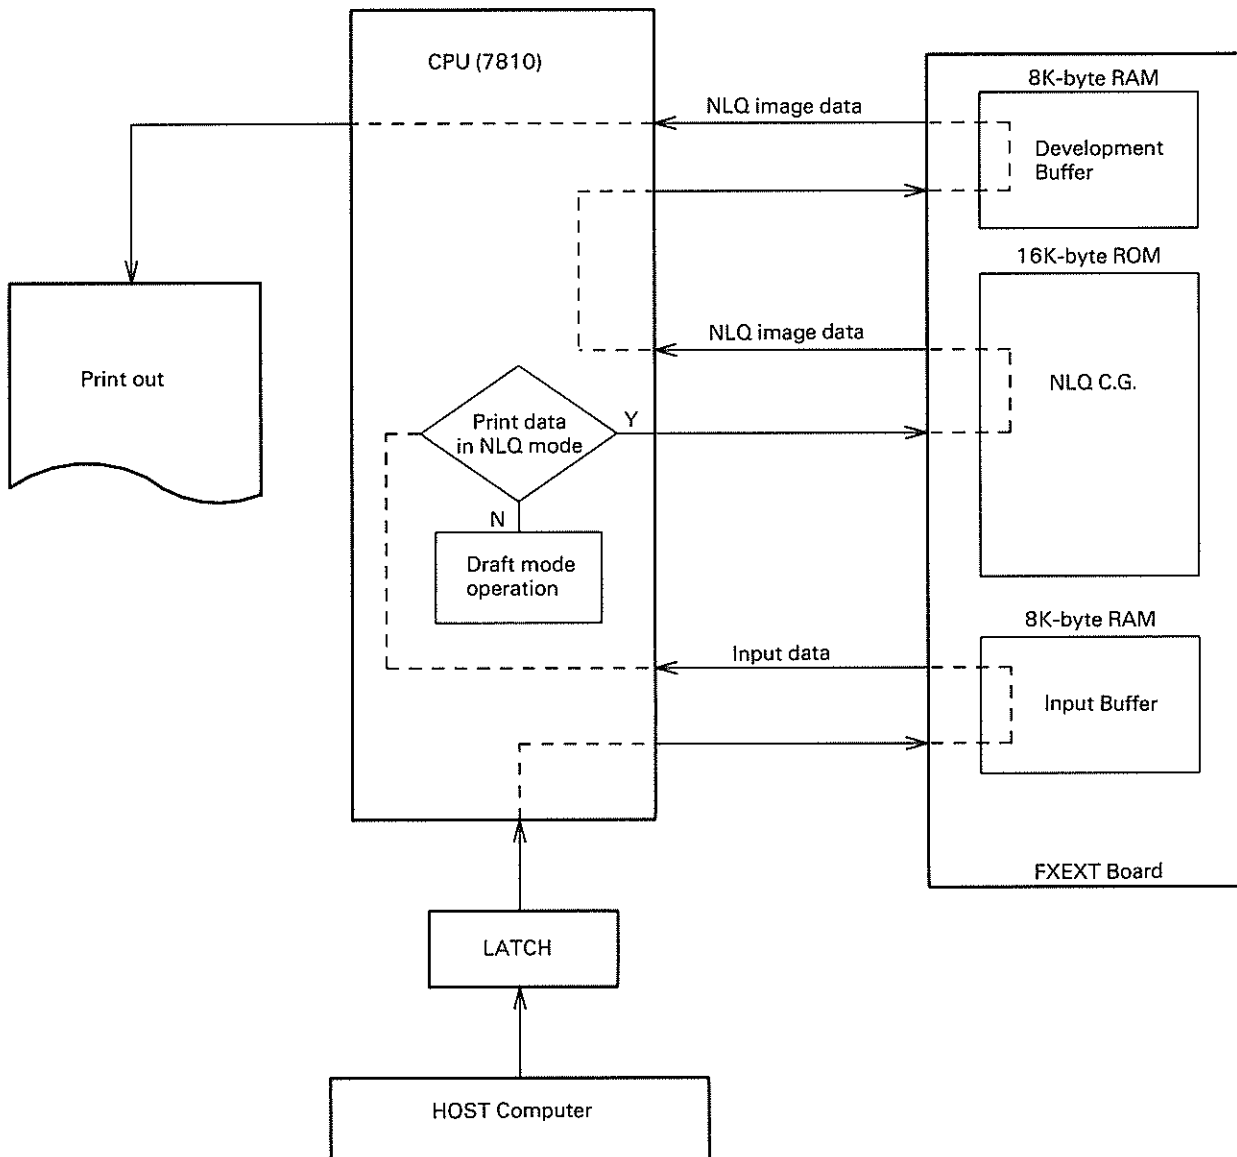 CPU (7810)
8K-byte RAM
NLQ image data
Development
Buffer
16K-byte ROM
NLQ image data
Print out
NLQ C.G.
Print data
in NLQ mode
Y
N
Draft mode
operation
8K-byte RAM
Input data
Input Buffer
FXEXT Board
LATCH
HOST Computer